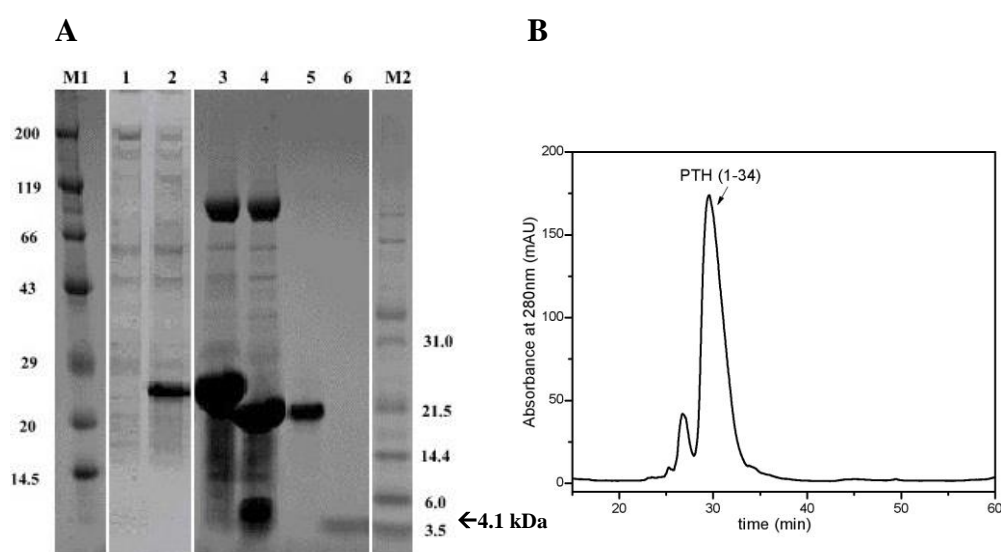 A
M1 1 2 3 4 5 6 M2
200
119
66
43
29
20
14.5
31.0
21.5
14.4
6.0
3.5
←4.1 kDa
B
PTH (1-34)
Absorbance at 280nm (mAU)
200
150
100
50
0
20 30 40 50 60
time (min)